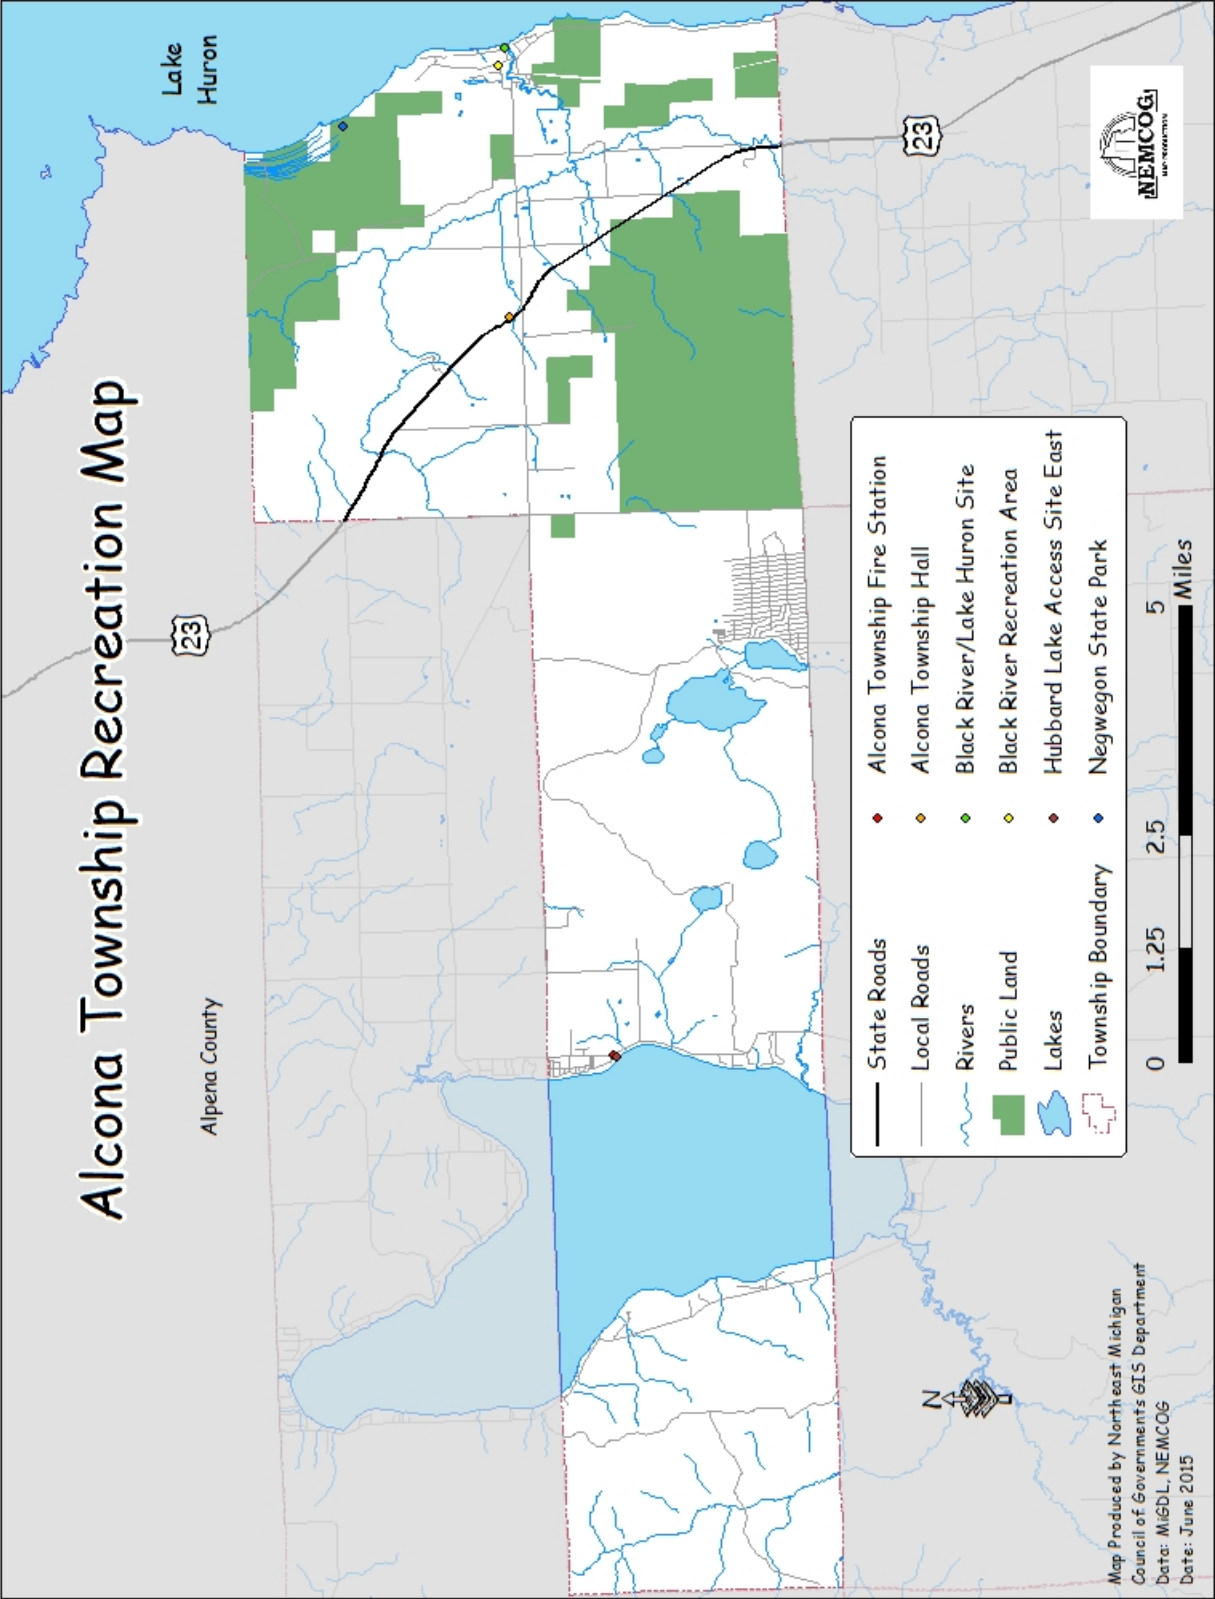 Alcona Township Recreation Map
Lake
Huron
Alpena County
23
23
State Roads
Local Roads
Rivers
Public Land
Lakes
Township Boundary
Alcona Township Fire Station
Alcona Township Hall
Black River/Lake Huron Site
Black River Recreation Area
Hubbard Lake Access Site East
Negwegon State Park
0 1.25 2.5 5
Miles
N
Map Produced by Northeast Michigan
Council of Governments GIS Department
Data: MiGDL, NEMCOG
Date: June 2015
NEMCOG
MAP PRODUCTION